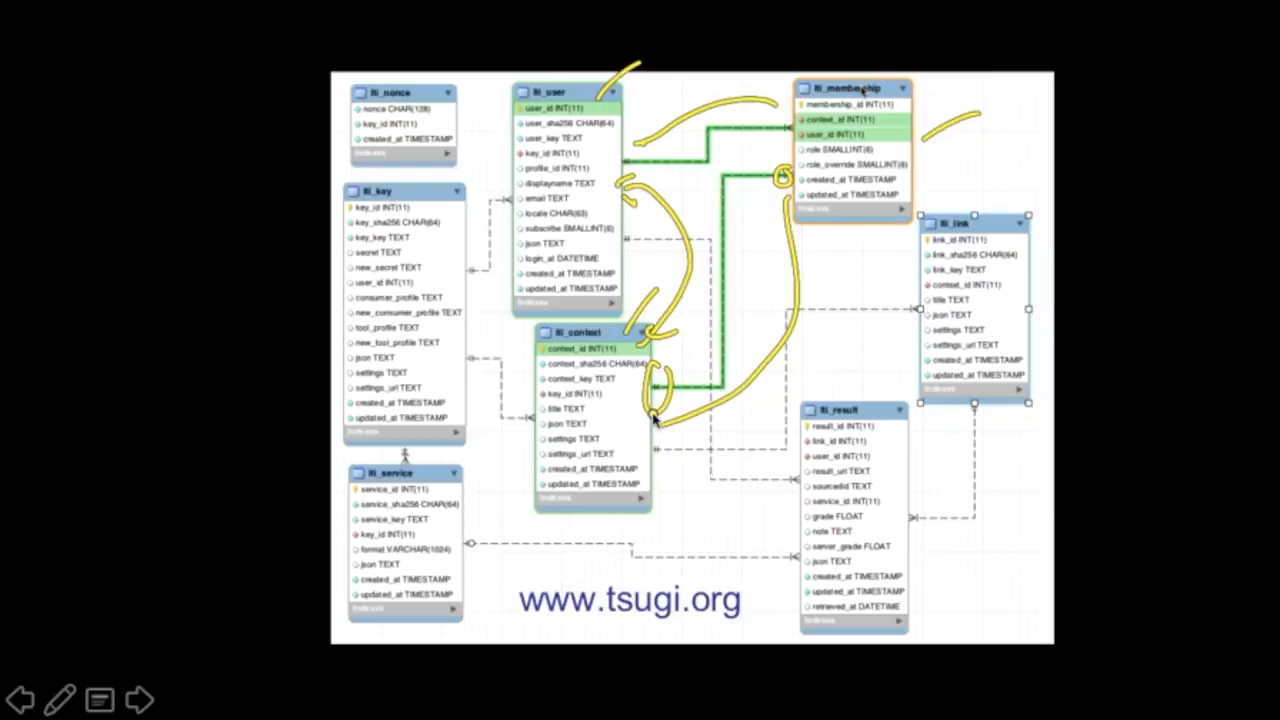 lti_nonce
nonce CHAR(128)
key_id INT(11)
created_at TIMESTAMP
Indexes
lti_key
key_id INT(11)
key_sha256 CHAR(64)
key_key TEXT
secret TEXT
new_secret TEXT
user_id INT(11)
consumer_profile TEXT
new_consumer_profile TEXT
tool_profile TEXT
new_tool_profile TEXT
json TEXT
settings TEXT
settings_url TEXT
created_at TIMESTAMP
updated_at TIMESTAMP
Indexes
lti_service
service_id INT(11)
service_sha256 CHAR(64)
service_key TEXT
key_id INT(11)
format VARCHAR(1024)
json TEXT
created_at TIMESTAMP
updated_at TIMESTAMP
Indexes
lti_user
user_id INT(11)
user_sha256 CHAR(64)
user_key TEXT
key_id INT(11)
profile_id INT(11)
displayname TEXT
email TEXT
locale CHAR(63)
subscribe SMALLINT(6)
json TEXT
login_at DATETIME
created_at TIMESTAMP
updated_at TIMESTAMP
Indexes
lti_context
context_id INT(11)
context_sha256 CHAR(64)
context_key TEXT
key_id INT(11)
title TEXT
json TEXT
settings TEXT
settings_url TEXT
created_at TIMESTAMP
updated_at TIMESTAMP
Indexes
lti_membership
membership_id INT(11)
context_id INT(11)
user_id INT(11)
role SMALLINT(6)
role_override SMALLINT(6)
created_at TIMESTAMP
updated_at TIMESTAMP
Indexes
lti_link
link_id INT(11)
link_sha256 CHAR(64)
link_key TEXT
context_id INT(11)
title TEXT
json TEXT
settings TEXT
settings_url TEXT
created_at TIMESTAMP
updated_at TIMESTAMP
Indexes
lti_result
result_id INT(11)
link_id INT(11)
user_id INT(11)
result_url TEXT
sourcedid TEXT
service_id INT(11)
grade FLOAT
note TEXT
server_grade FLOAT
json TEXT
created_at TIMESTAMP
updated_at TIMESTAMP
retrieved_at DATETIME
Indexes
www.tsugi.org